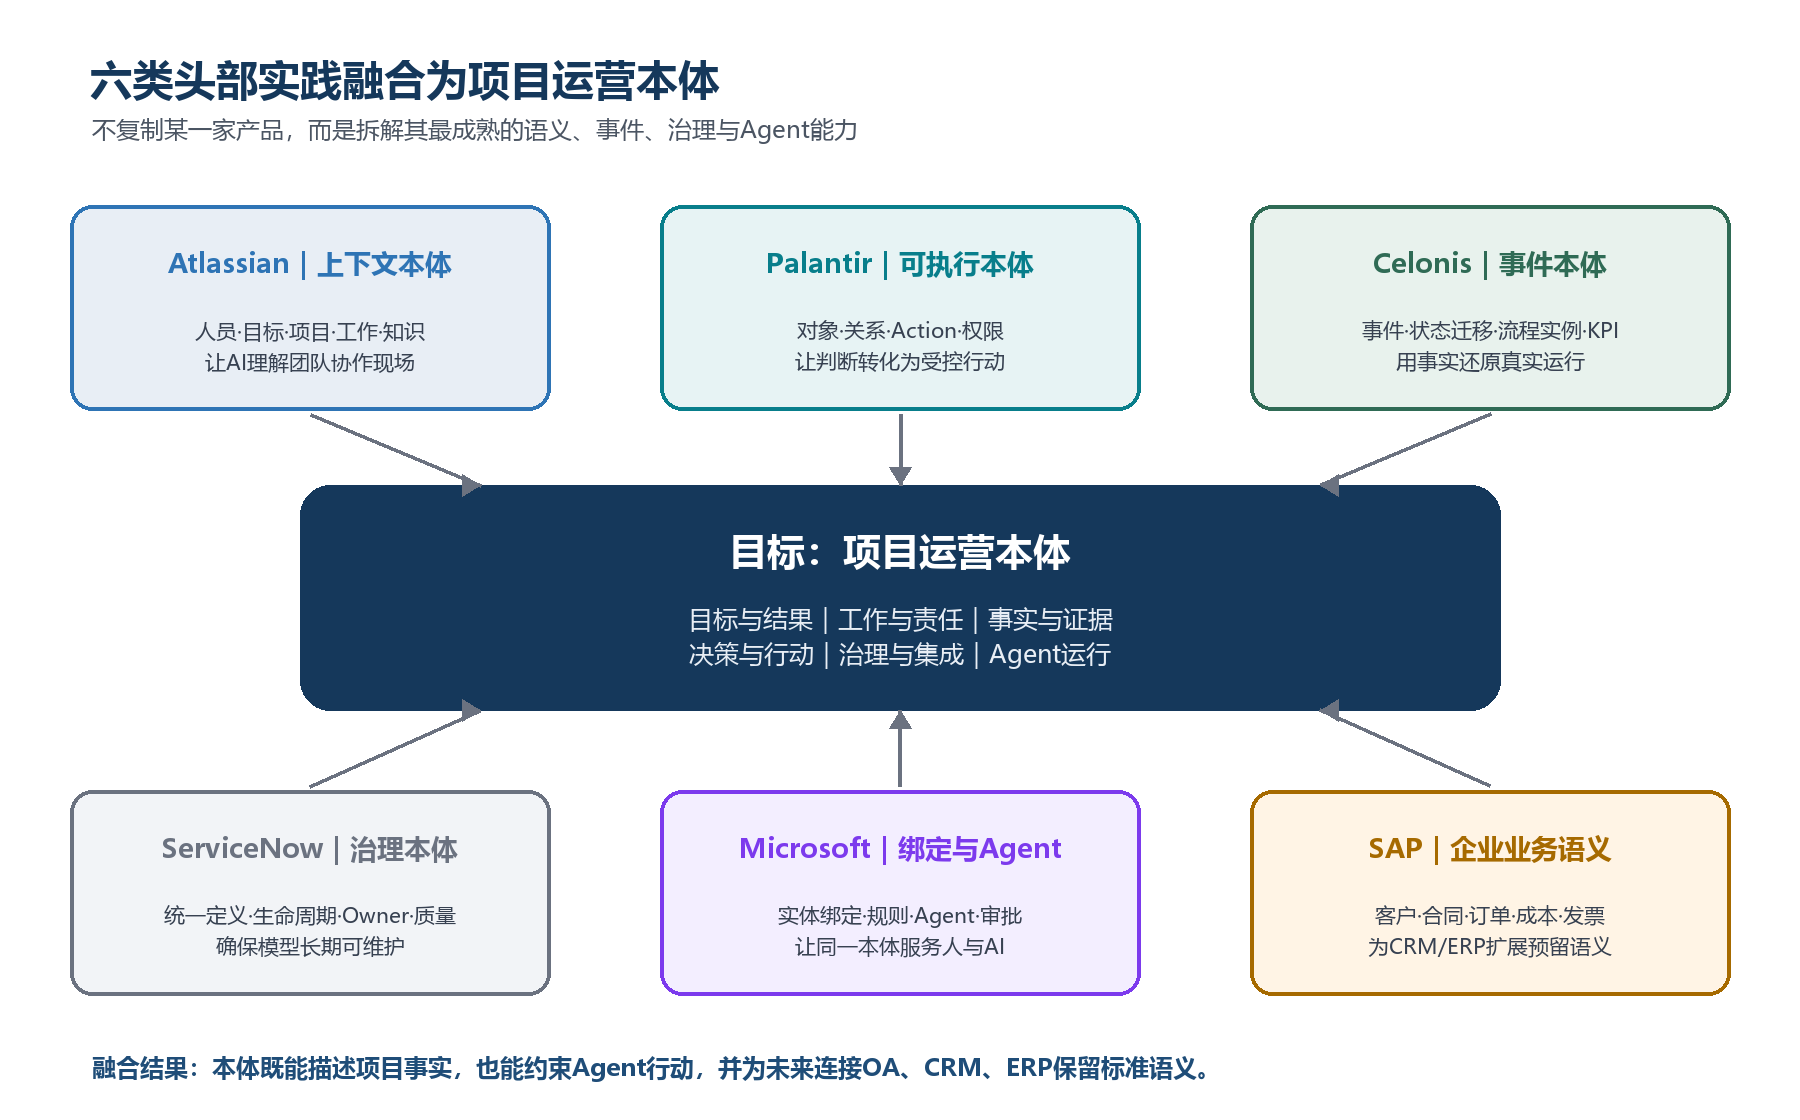 六类头部实践融合为项目运营本体
不复制某一家产品，而是拆解其最成熟的语义、事件、治理与Agent能力
Atlassian｜上下文本体
人员·目标·项目·工作·知识
让AI理解团队协作现场
Palantir｜可执行本体
对象·关系·Action·权限
让判断转化为受控行动
Celonis｜事件本体
事件·状态迁移·流程实例·KPI
用事实还原真实运行
目标：项目运营本体
目标与结果｜工作与责任｜事实与证据
决策与行动｜治理与集成｜Agent运行
ServiceNow｜治理本体
统一定义·生命周期·Owner·质量
确保模型长期可维护
Microsoft｜绑定与Agent
实体绑定·规则·Agent·审批
让同一本体服务人与AI
SAP｜企业业务语义
客户·合同·订单·成本·发票
为CRM/ERP扩展预留语义
融合结果：本体既能描述项目事实，也能约束Agent行动，并为未来连接OA、CRM、ERP保留标准语义。